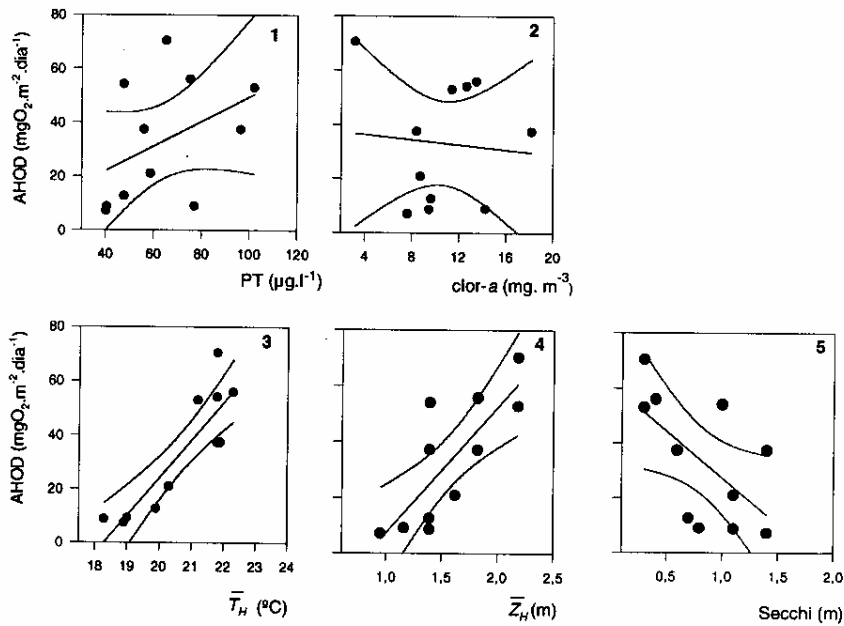 80
60
40
20
0
AHOD (mgO₂.m⁻².dia⁻¹)
1
40 60 80 100 120
PT (µg.l⁻¹)
2
4 8 12 16 20
clor-a (mg. m⁻³)
80
60
40
20
0
AHOD (mgO₂.m⁻².dia⁻¹)
3
18 19 20 21 22 23 24
T̅_H (ºC)
4
1,0 1,5 2,0 2,5
Z̅_H (m)
5
0,5 1,0 1,5 2,0
Secchi (m)